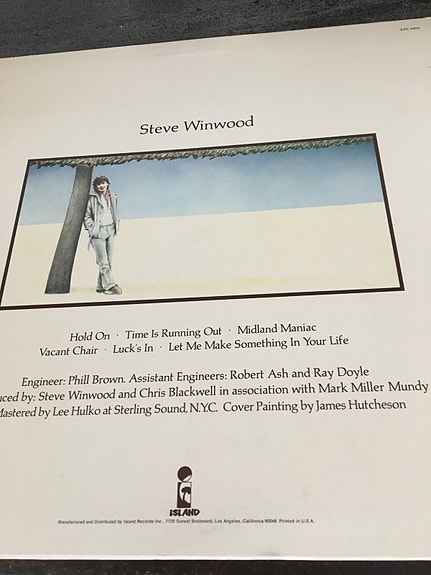 Steve Winwood
Hold On · Time Is Running Out · Midland Maniac
Vacant Chair · Luck's In · Let Me Make Something In Your Life
Engineer: Phill Brown. Assistant Engineers: Robert Ash and Ray Doyle
uced by: Steve Winwood and Chris Blackwell in association with Mark Miller Mundy
Mastered by Lee Hulko at Sterling Sound, N.Y.C. Cover Painting by James Hutcheson
ISLAND
Manufactured and Distributed by Island Records Inc., 7720 Sunset Boulevard, Los Angeles, California 90046 Printed in U.S.A.